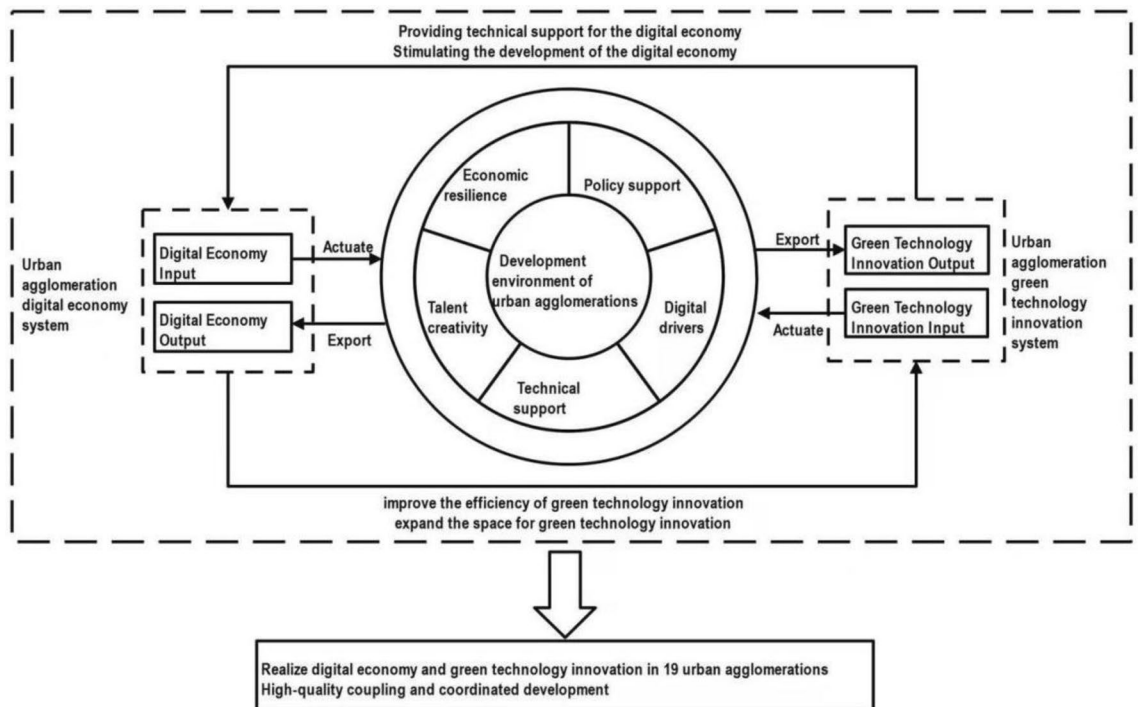 Providing technical support for the digital economy
Stimulating the development of the digital economy
Economic
resilience
Policy support
Urban
agglomeration
digital economy
system
Digital Economy
Input
Actuate
Digital Economy
Output
Export
Development
environment of
urban agglomerations
Talent
creativity
Digital
drivers
Technical
support
Export
Green Technology
Innovation Output
Actuate
Green Technology
Innovation Input
Urban
agglomeration
green
technology
innovation
system
improve the efficiency of green technology innovation
expand the space for green technology innovation
Realize digital economy and green technology innovation in 19 urban agglomerations
High-quality coupling and coordinated development